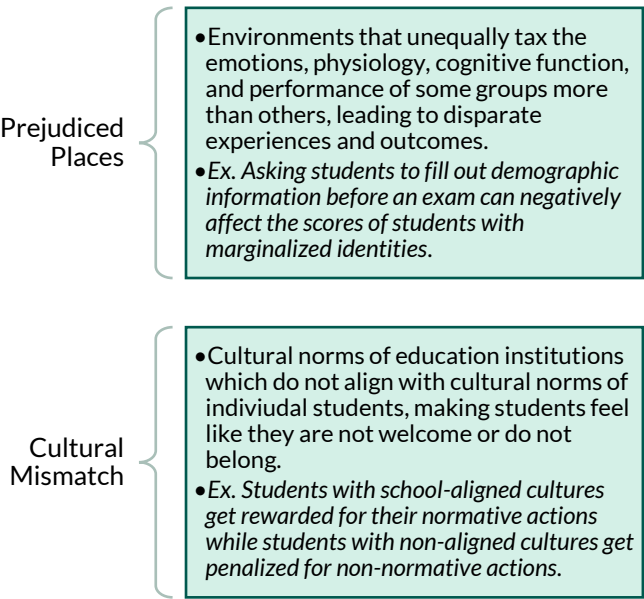 Prejudiced
Places
•Environments that unequally tax the
emotions, physiology, cognitive function,
and performance of some groups more
than others, leading to disparate
experiences and outcomes.
•Ex. Asking students to fill out demographic
information before an exam can negatively
affect the scores of students with
marginalized identities.
Cultural
Mismatch
•Cultural norms of education institutions
which do not align with cultural norms of
indiviudal students, making students feel
like they are not welcome or do not
belong.
•Ex. Students with school-aligned cultures
get rewarded for their normative actions
while students with non-aligned cultures get
penalized for non-normative actions.